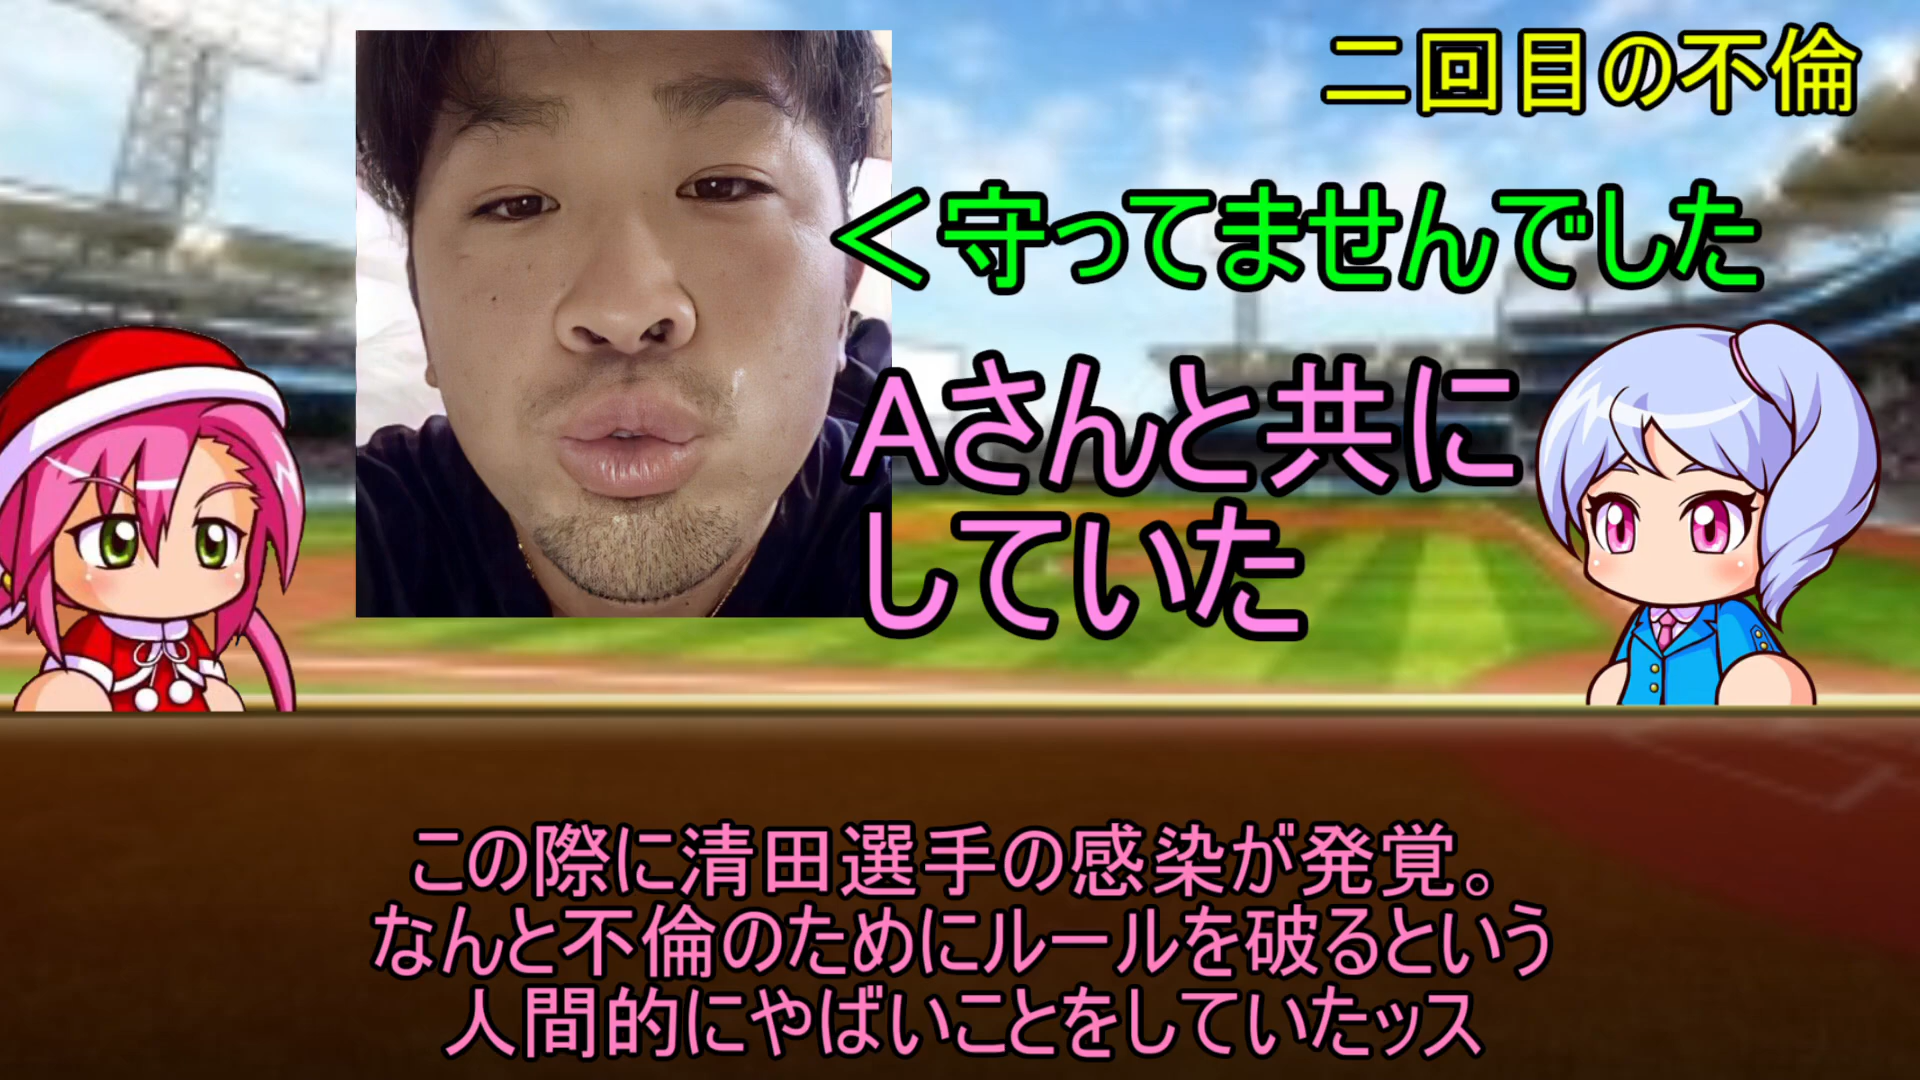 二回目の不倫
＜守ってませんでした
Aさんと共に
していた
この際に清田選手の感染が発覚。
なんと不倫のためにルールを破るという
人間的にやばいことをしていたッス